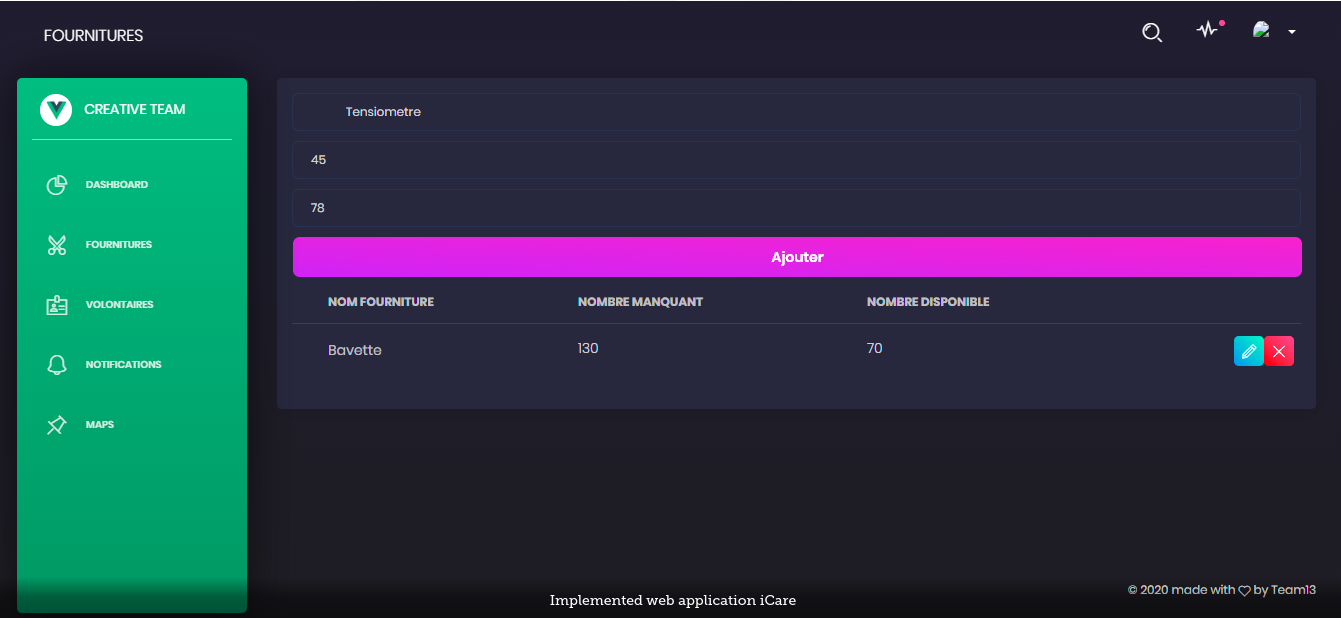 FOURNITURES
CREATIVE TEAM
DASHBOARD
FOURNITURES
VOLONTAIRES
NOTIFICATIONS
MAPS
Tensiometre
45
78
Ajouter
NOM FOURNITURE NOMBRE MANQUANT NOMBRE DISPONIBLE
Bavette 130 70
© 2020 made with ♡ by Team13
Implemented web application iCare